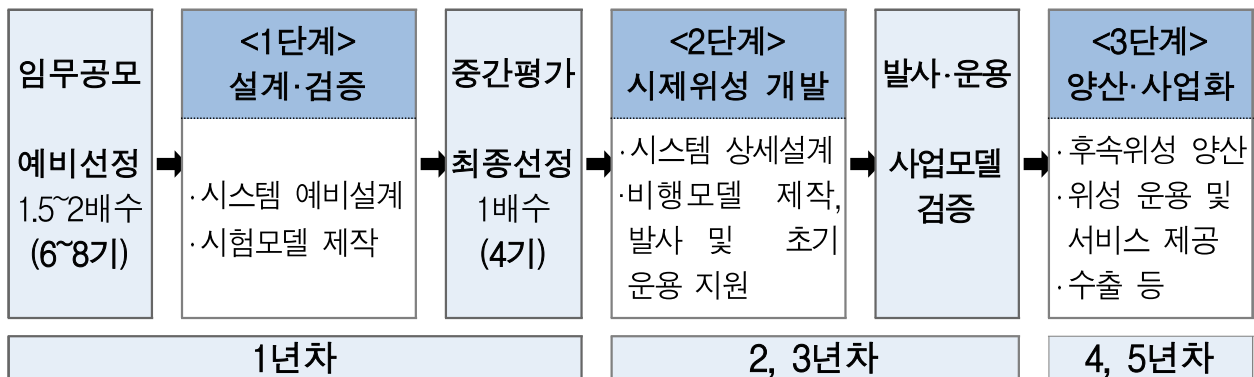 임무공모
예비선정
1.5~2배수
(6~8기)
<1단계>
설계·검증
·시스템 예비설계
·시험모델 제작
중간평가
최종선정
1배수
(4기)
<2단계>
시제위성 개발
·시스템 상세설계
·비행모델 제작,
발사 및 초기
운용 지원
발사·운용
사업모델
검증
<3단계>
양산·사업화
·후속위성 양산
·위성 운용 및
서비스 제공
·수출 등
1년차
2, 3년차
4, 5년차